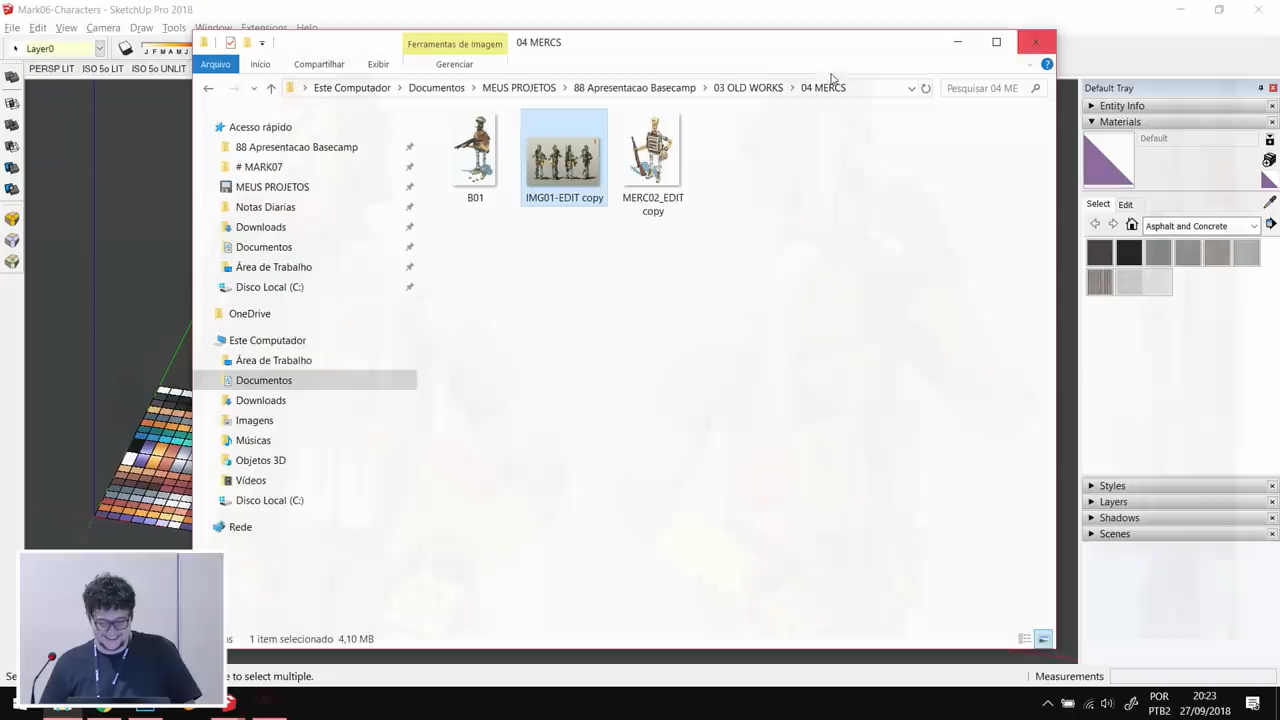 Mark06-Characters - SketchUp Pro 2018
File Edit View Camera Draw Tools Window Extensions Help
Layer0
J F M A M J
PERSP LIT ISO 5o LIT ISO 5o UNLIT
Ferramentas de Imagem
04 MERCS
Arquivo Início Compartilhar Exibir Gerenciar
Este Computador Documentos MEUS PROJETOS 88 Apresentacao Basecamp 03 OLD WORKS 04 MERCS
Pesquisar 04 ME
Acesso rápido
88 Apresentacao Basecamp
# MARK07
MEUS PROJETOS
Notas Diarias
Downloads
Documentos
Área de Trabalho
Disco Local (C:)
OneDrive
Este Computador
Área de Trabalho
Documentos
Downloads
Imagens
Músicas
Objetos 3D
Vídeos
Disco Local (C:)
Rede
B01
IMG01-EDIT copy
MERC02_EDIT
copy
1 item selecionado 4,10 MB
Default Tray
Entity Info
Materials
Default
Select Edit
Asphalt and Concrete
Styles
Layers
Shadows
Scenes
to select multiple.
Measurements
POR
PTB2
20:23
27/09/2018